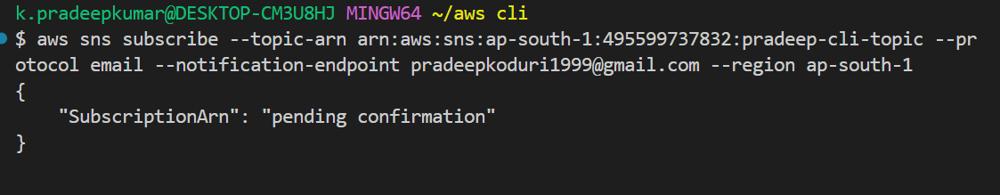 k.pradeepkumar@DESKTOP-CM3U8HJ MINGW64 ~/aws cli
$ aws sns subscribe --topic-arn arn:aws:sns:ap-south-1:495599737832:pradeep-cli-topic --pr
otocol email --notification-endpoint pradeepkoduri1999@gmail.com --region ap-south-1
{
    "SubscriptionArn": "pending confirmation"
}